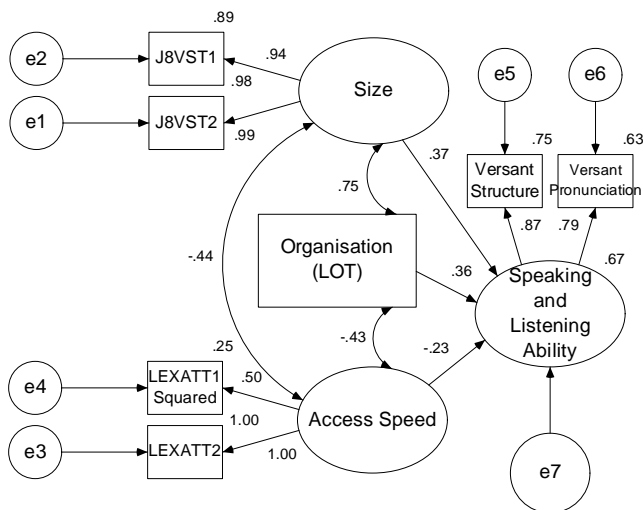 .89
e2
J8VST1
.94
.98
Size
e1
J8VST2
.99
e5
e6
.75
.63
Versant
Structure
Versant
Pronunciation
.37
.75
.87
.79
-.44
Organisation
(LOT)
.36
.67
Speaking
and
Listening
Ability
-.43
-.23
.25
e4
LEXATT1
Squared
.50
1.00
Access Speed
e3
LEXATT2
1.00
e7